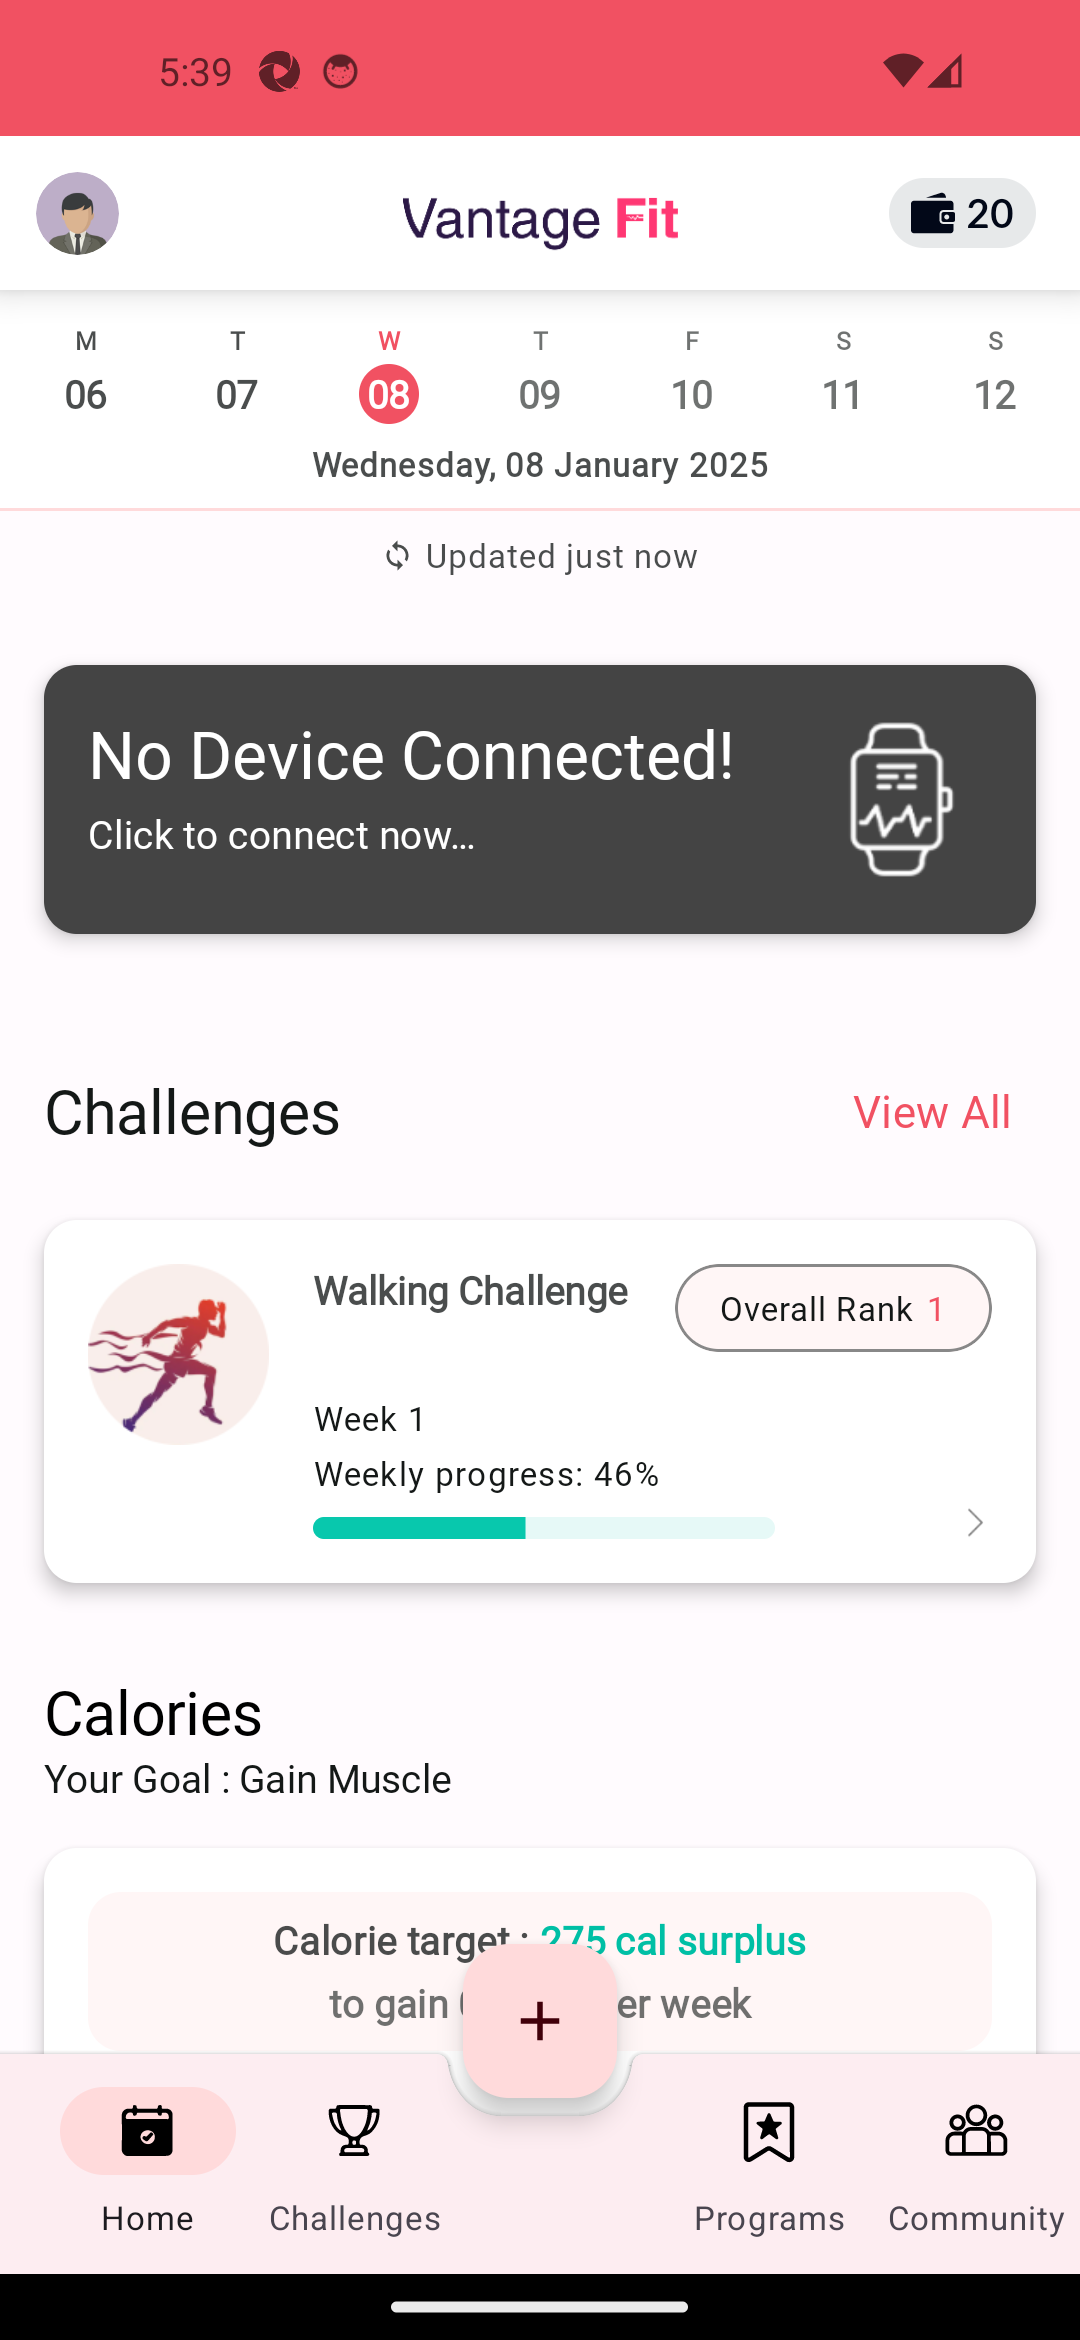 5:39
Vantage Fit
20
M T W T F S S
06 07 08 09 10 11 12
Wednesday, 08 January 2025
Updated just now
No Device Connected!
Click to connect now...
Challenges
View All
Walking Challenge
Overall Rank 1
Week 1
Weekly progress: 46%
Calories
Your Goal : Gain Muscle
Calorie target : 275 cal surplus
to gain week
+
Home
Challenges
Programs
Community